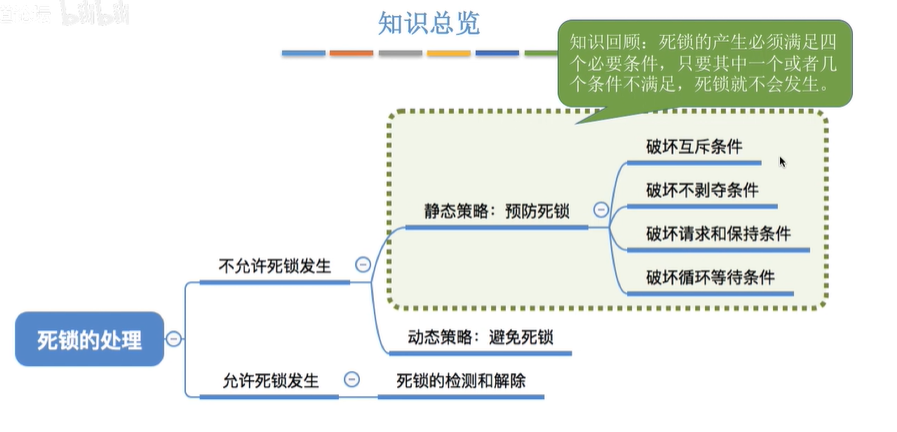 bilibili
知识总览
知识回顾：死锁的产生必须满足四
个必要条件，只要其中一个或者几
个条件不满足，死锁就不会发生。
破坏互斥条件
破坏不剥夺条件
静态策略：预防死锁
破坏请求和保持条件
不允许死锁发生
破坏循环等待条件
死锁的处理
动态策略：避免死锁
允许死锁发生
死锁的检测和解除